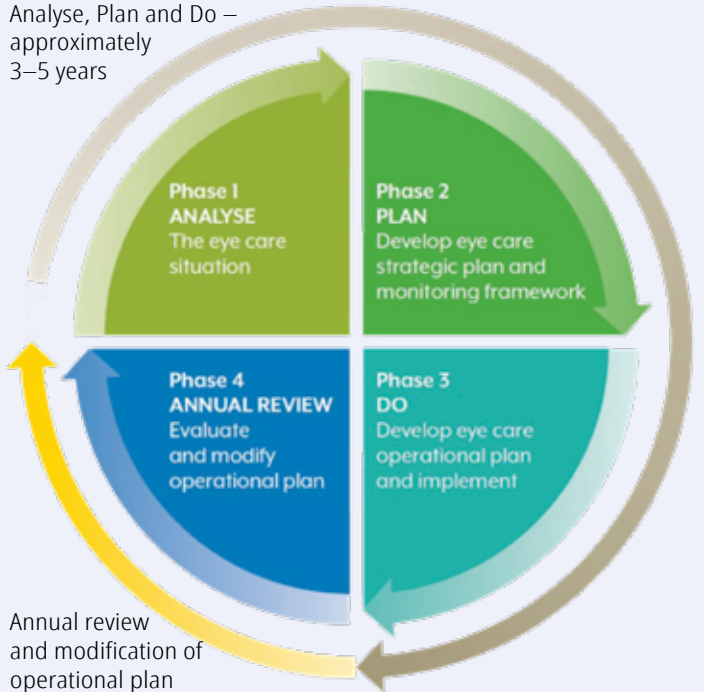 Analyse, Plan and Do –
approximately
3–5 years
Phase 1
ANALYSE
The eye care
situation
Phase 2
PLAN
Develop eye care
strategic plan and
monitoring framework
Phase 4
ANNUAL REVIEW
Evaluate
and modify
operational plan
Phase 3
DO
Develop eye care
operational plan
and implement
Annual review
and modification of
operational plan